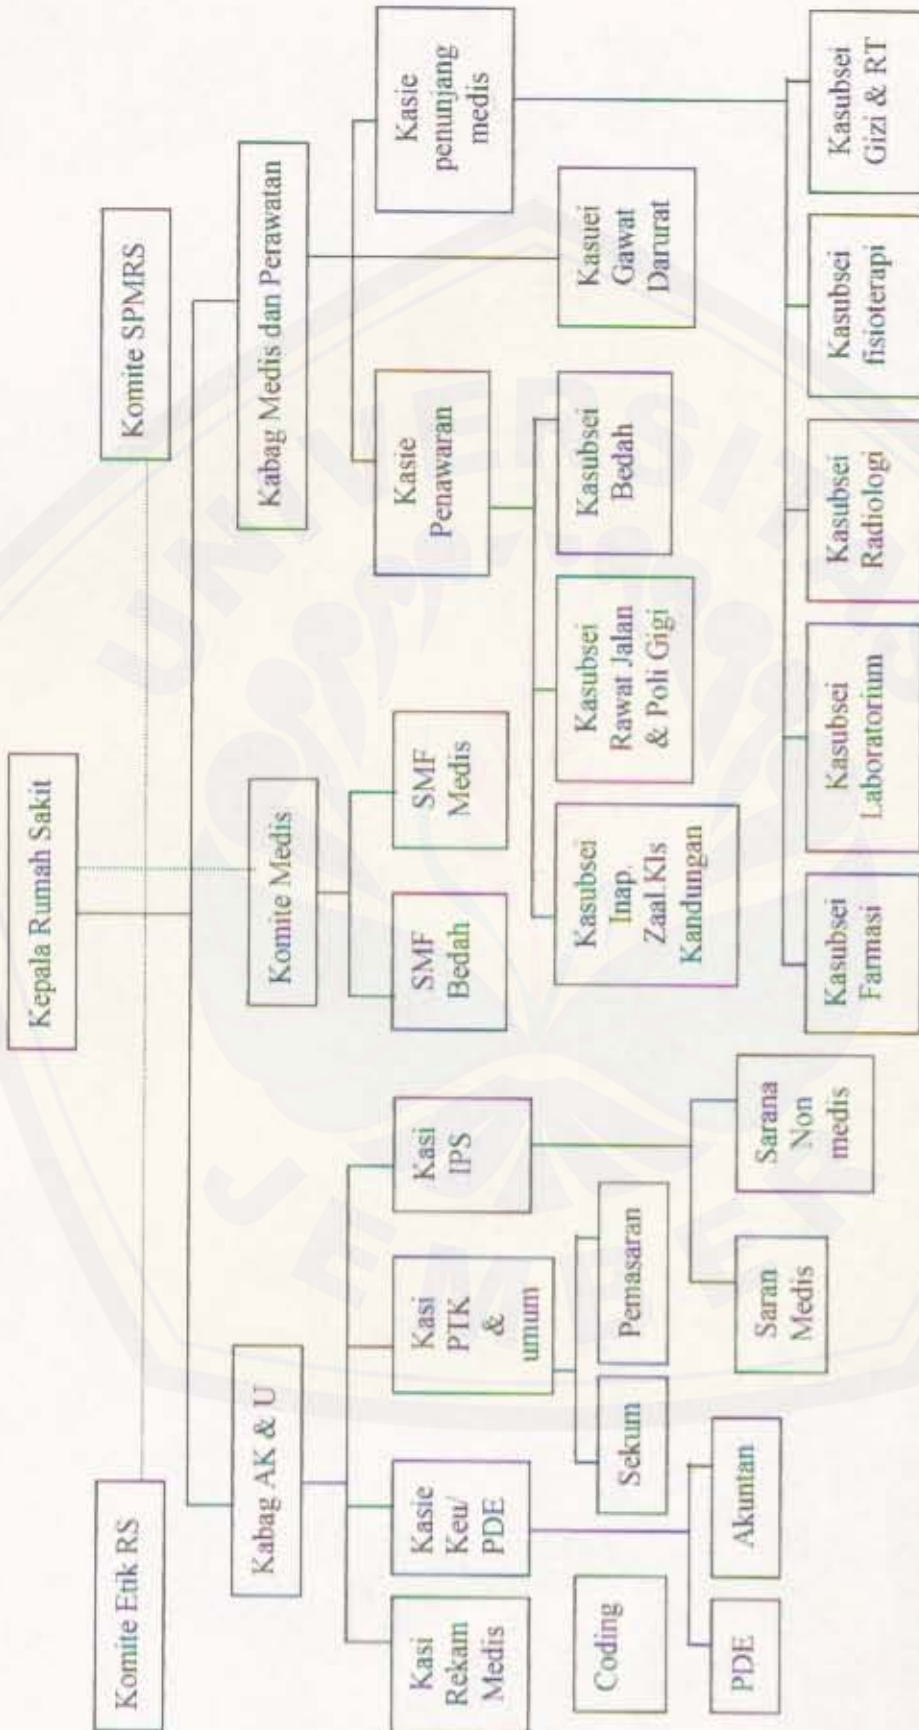 Kepala Rumah Sakit
Komite Etik RS
Komite SPMRS
Kabag AK & U
Komite Medis
Kabag Medis dan Perawatan
Kasi
Rekam
Medis
Kasie
Keu/
PDE
Kasi
PTK
&
umum
Kasi
IPS
SMF
Bedah
SMF
Medis
Kasie
Penawaran
Kasie
penunjang
medis
Coding
Sekum
Pemasaran
Kasubsei
Inap.
Zaal.Kls
Kandungan
Kasubsei
Rawat Jalan
& Poli Gigi
Kasubsei
Bedah
Kasuei
Gawat
Darurat
PDE
Akuntan
Saran
Medis
Sarana
Non
medis
Kasubsei
Farmasi
Kasubsei
Laboratorium
Kasubsei
Radiologi
Kasubsei
fisioterapi
Kasubsei
Gizi & RT
UNIVERSITAS
JEMBER